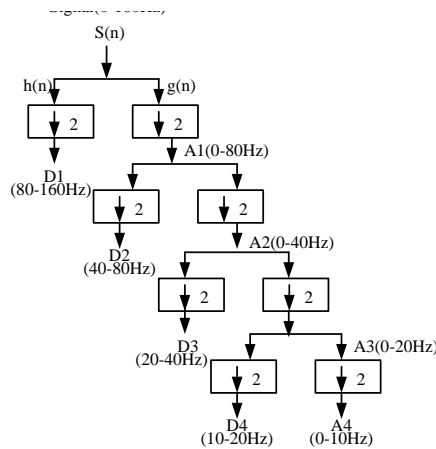 S(n)
h(n) g(n)
2 2
A1(0-80Hz)
D1
(80-160Hz)
2 2
A2(0-40Hz)
D2
(40-80Hz)
2 2
D3
(20-40Hz)
A3(0-20Hz)
2 2
D4 A4
(10-20Hz) (0-10Hz)